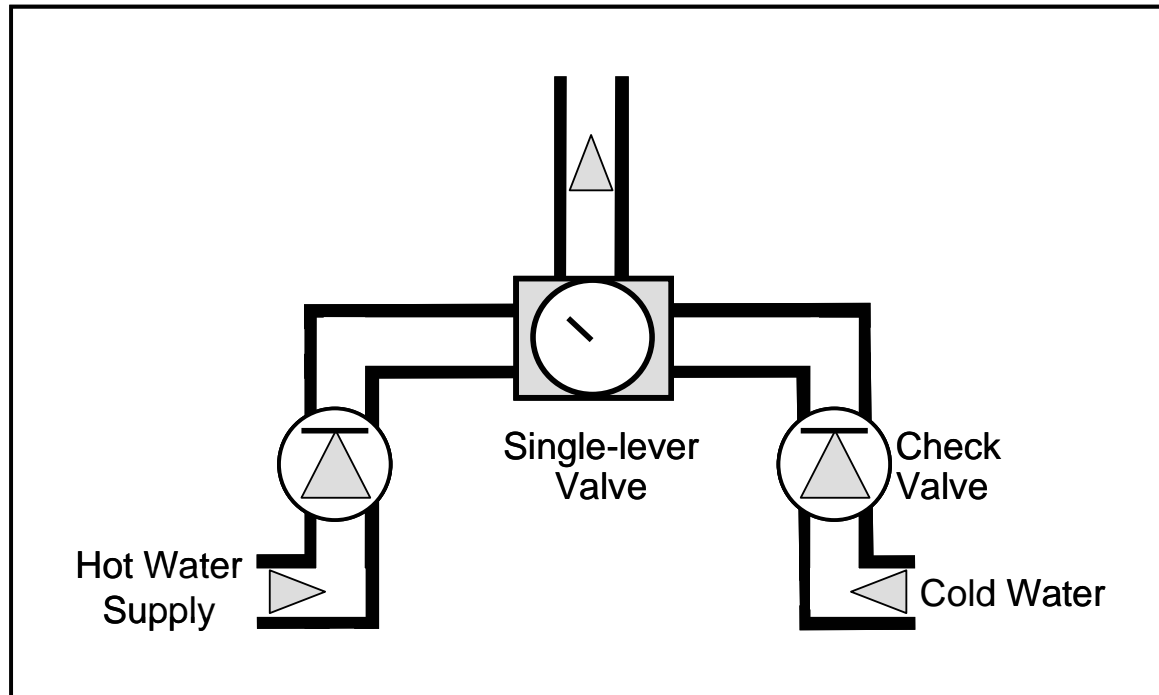 Single-lever
Valve
Check
Valve
Hot Water
Supply
Cold Water